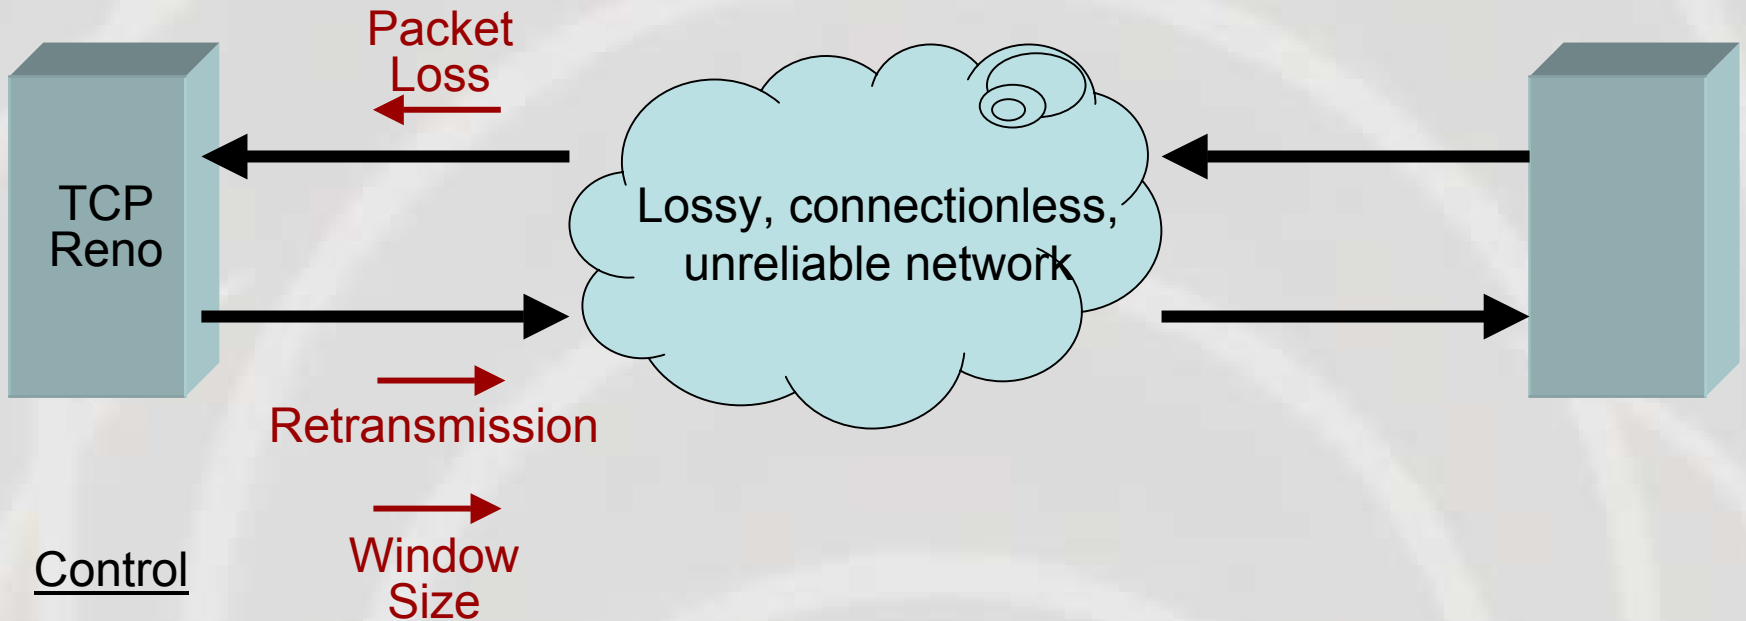 Packet
Loss
TCP
Reno
Lossy, connectionless,
unreliable network
Retransmission
Window
Size
Control